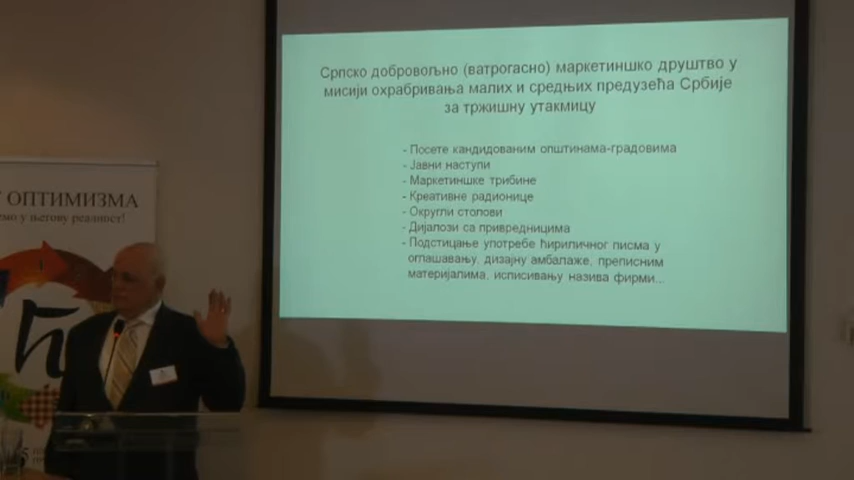 Српско добровољно (ватрогасно) маркетиншко друштво у
мисији охрабривања малих и средњих предузећа Србије
за тржишну утакмицу
- Посете кандидованим општинама-градовима
- Јавни наступи
- Маркетиншке трибине
- Креативне радионице
- Округли столови
- Дијалози са привредницима
- Подстицање употребе ћириличног писма у
оглашавању, дизајну амбалаже, преписним
материјалима, исписивању назива фирми...
ОПТИМИЗМА
у његову реалност!
ћ